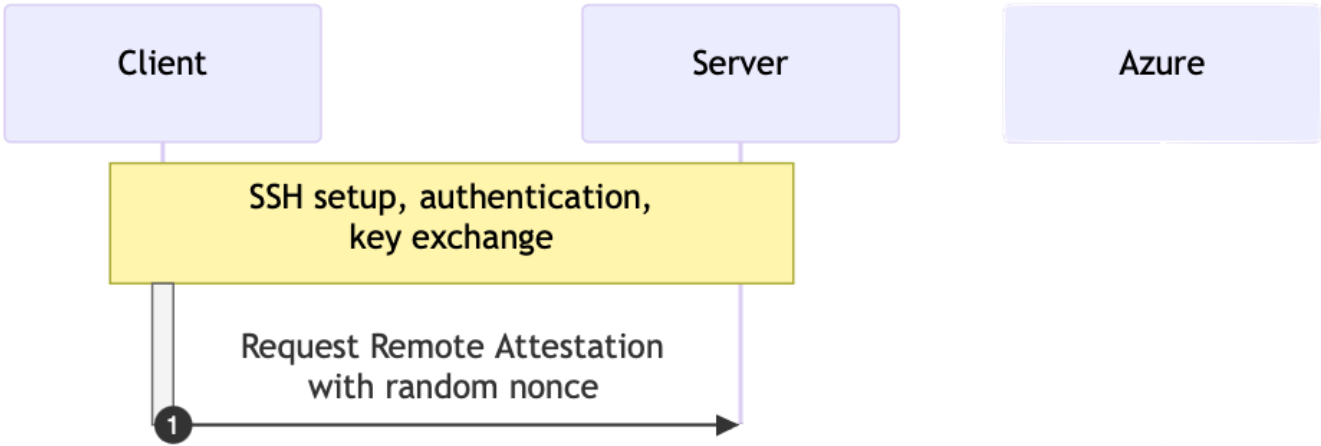 Client
Server
Azure
SSH setup, authentication,
key exchange
Request Remote Attestation
with random nonce
1